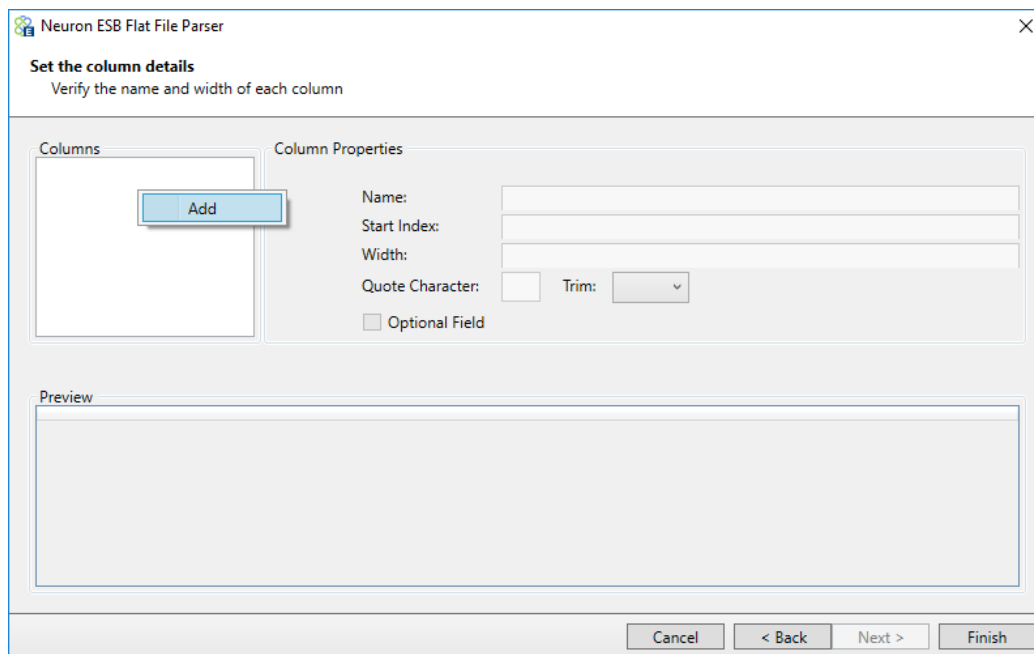 Neuron ESB Flat File Parser
Set the column details
Verify the name and width of each column
Columns
Add
Column Properties
Name:
Start Index:
Width:
Quote Character: Trim:
Optional Field
Preview
Cancel < Back Next > Finish